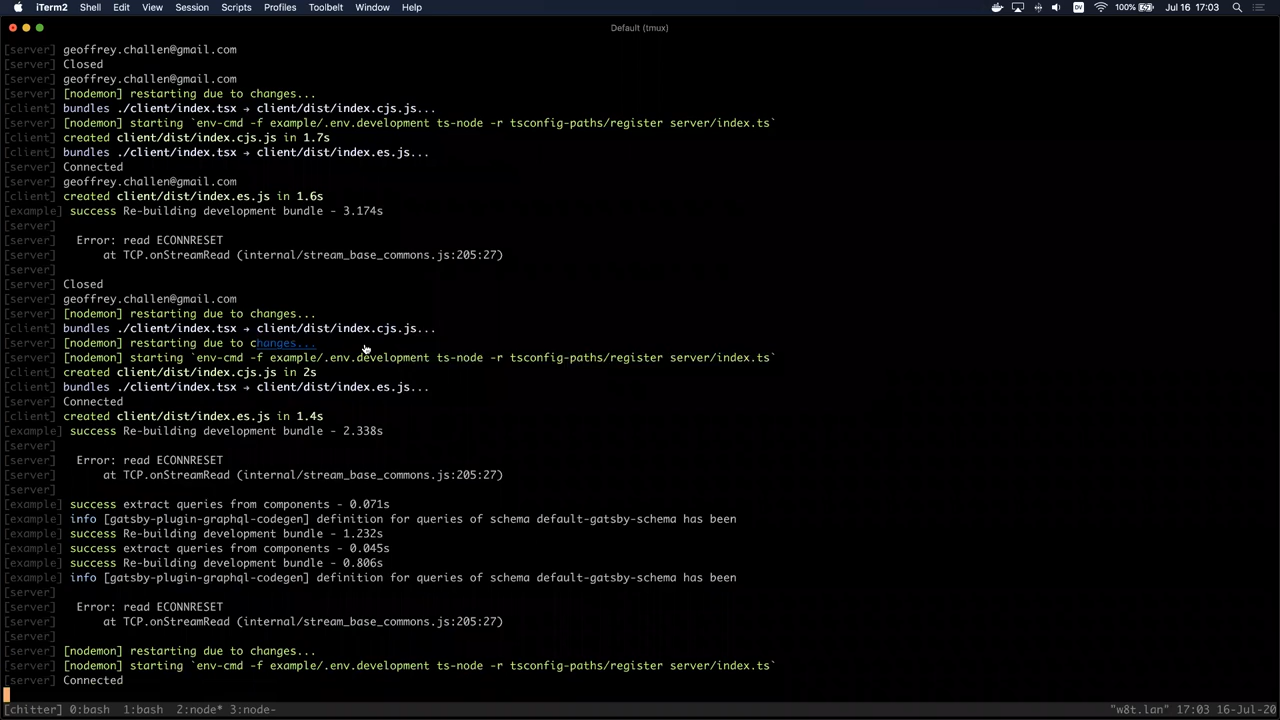 iTerm2 Shell Edit View Session Scripts Profiles Toolbelt Window Help 100% Jul 16 17:03
Default (tmux)
[server] geoffrey.challen@gmail.com
[server] Closed
[server] geoffrey.challen@gmail.com
[server] [nodemon] restarting due to changes...
[client] bundles ./client/index.tsx → client/dist/index.cjs.js...
[server] [nodemon] starting `env-cmd -f example/.env.development ts-node -r tsconfig-paths/register server/index.ts`
[client] created client/dist/index.cjs.js in 1.7s
[client] bundles ./client/index.tsx → client/dist/index.es.js...
[server] Connected
[server] geoffrey.challen@gmail.com
[client] created client/dist/index.es.js in 1.6s
[example] success Re-building development bundle - 3.174s
[server]
[server] Error: read ECONNRESET
[server] at TCP.onStreamRead (internal/stream_base_commons.js:205:27)
[server]
[server] Closed
[server] geoffrey.challen@gmail.com
[server] [nodemon] restarting due to changes...
[client] bundles ./client/index.tsx → client/dist/index.cjs.js...
[server] [nodemon] restarting due to changes...
[server] [nodemon] starting `env-cmd -f example/.env.development ts-node -r tsconfig-paths/register server/index.ts`
[client] created client/dist/index.cjs.js in 2s
[client] bundles ./client/index.tsx → client/dist/index.es.js...
[server] Connected
[client] created client/dist/index.es.js in 1.4s
[example] success Re-building development bundle - 2.338s
[server]
[server] Error: read ECONNRESET
[server] at TCP.onStreamRead (internal/stream_base_commons.js:205:27)
[server]
[example] success extract queries from components - 0.071s
[example] info [gatsby-plugin-graphql-codegen] definition for queries of schema default-gatsby-schema has been
[example] success Re-building development bundle - 1.232s
[example] success extract queries from components - 0.045s
[example] success Re-building development bundle - 0.806s
[example] info [gatsby-plugin-graphql-codegen] definition for queries of schema default-gatsby-schema has been
[server]
[server] Error: read ECONNRESET
[server] at TCP.onStreamRead (internal/stream_base_commons.js:205:27)
[server]
[server] [nodemon] restarting due to changes...
[server] [nodemon] starting `env-cmd -f example/.env.development ts-node -r tsconfig-paths/register server/index.ts`
[server] Connected
[chitter] 0:bash 1:bash 2:node* 3:node- "w8t.lan" 17:03 16-Jul-20